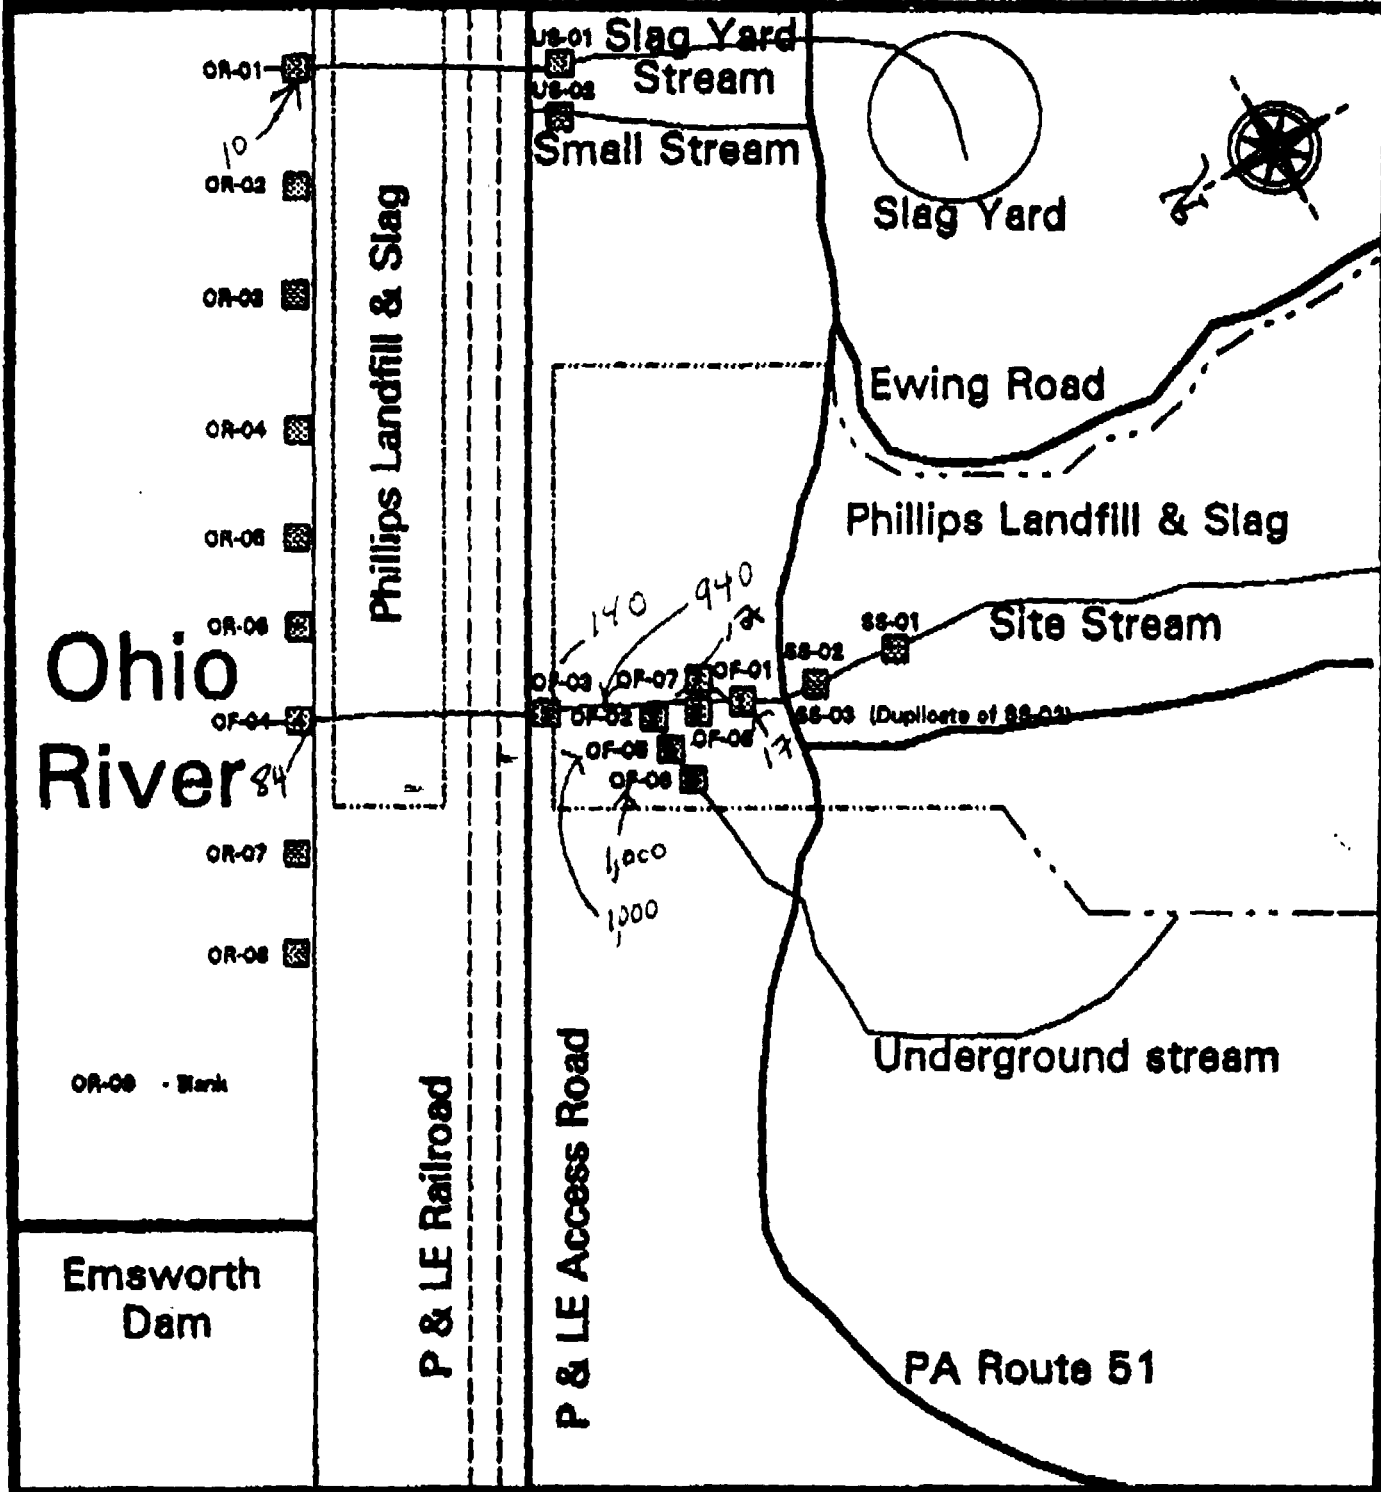 US-01
Slag Yard
Stream
OR-01
US-02
10
Small Stream
OR-02
N
Slag Yard
OR-03
Phillips Landfill & Slag
Ewing Road
OR-04
Phillips Landfill & Slag
OR-05
940
140
OR-06
SS-01
Site Stream
SS-02
Ohio
River
OF-03
OF-07
OF-01
OF-04
OF-02
SS-03 (Duplicate of SS-02)
OF-06
17
OF-05
84
OF-06
1,000
OR-07
1,000
OR-08
Underground stream
OR-09 - Blank
P & LE Railroad
P & LE Access Road
Emsworth
Dam
PA Route 51